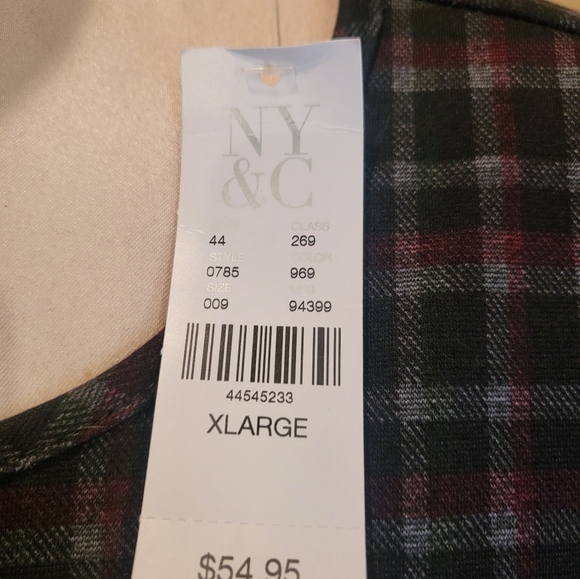 NY
&C
CLASS
44 269
STYLE COLOR
0785 969
SIZE MFG
009 94399
44545233
XLARGE
$54.95